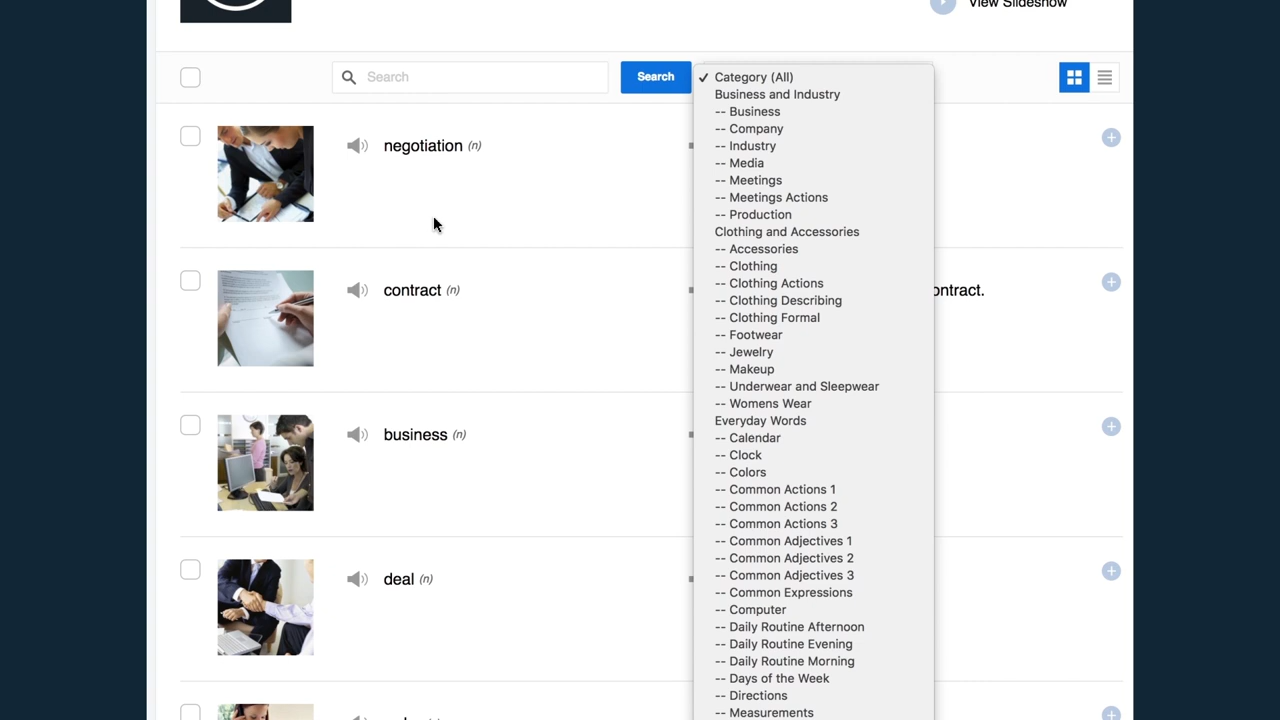 View Slideshow
Search
Search
✓ Category (All)
Business and Industry
-- Business
-- Company
-- Industry
-- Media
-- Meetings
-- Meetings Actions
-- Production
Clothing and Accessories
-- Accessories
-- Clothing
-- Clothing Actions
-- Clothing Describing
-- Clothing Formal
-- Footwear
-- Jewelry
-- Makeup
-- Underwear and Sleepwear
-- Womens Wear
Everyday Words
-- Calendar
-- Clock
-- Colors
-- Common Actions 1
-- Common Actions 2
-- Common Actions 3
-- Common Adjectives 1
-- Common Adjectives 2
-- Common Adjectives 3
-- Common Expressions
-- Computer
-- Daily Routine Afternoon
-- Daily Routine Evening
-- Daily Routine Morning
-- Days of the Week
-- Directions
-- Measurements
negotiation (n)
contract (n)
ontract.
business (n)
deal (n)